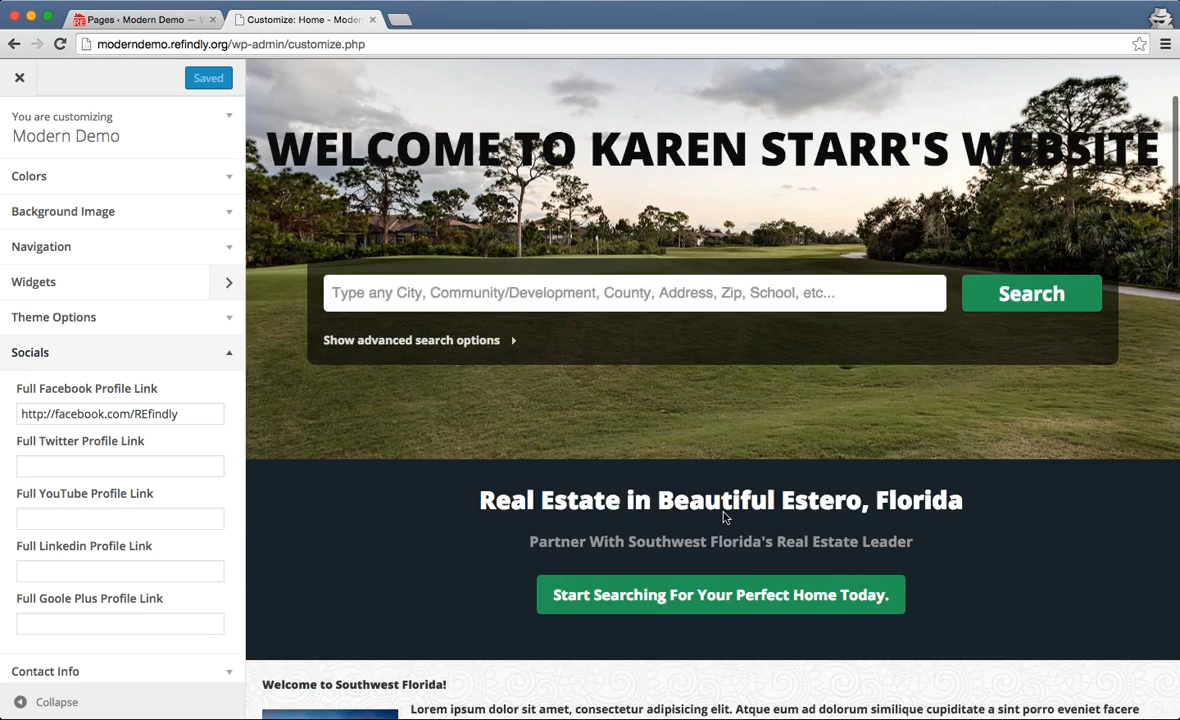 Pages ‹ Modern Demo —
Customize: Home - Moder
moderndemo.refindly.org/wp-admin/customize.php
Saved
You are customizing
Modern Demo
Colors
Background Image
Navigation
Widgets
Theme Options
Socials
Full Facebook Profile Link
http://facebook.com/REfindly
Full Twitter Profile Link
Full YouTube Profile Link
Full Linkedin Profile Link
Full Goole Plus Profile Link
Contact Info
Collapse
WELCOME TO KAREN STARR'S WEBSITE
Type any City, Community/Development, County, Address, Zip, School, etc...
Search
Show advanced search options
Real Estate in Beautiful Estero, Florida
Partner With Southwest Florida's Real Estate Leader
Start Searching For Your Perfect Home Today.
Welcome to Southwest Florida!
Lorem ipsum dolor sit amet, consectetur adipisicing elit. Atque eum ad dolorum similique cupiditate a sint porro eveniet facere